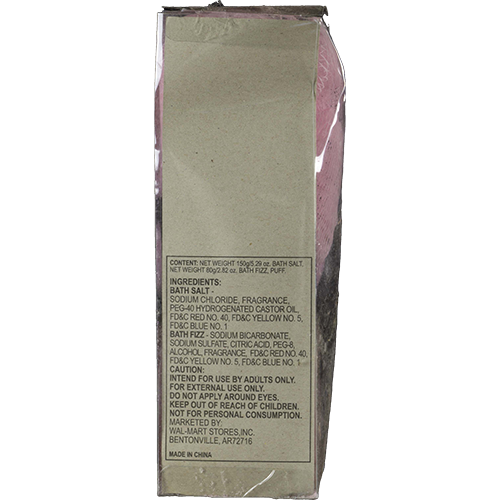 CONTENT: NET WEIGHT 150g/5.29 oz. BATH SALT.
NET WEIGHT 80g/2.82 oz, BATH FIZZ, PUFF.
INGREDIENTS:
BATH SALT -
SODIUM CHLORIDE, FRAGRANCE,
PEG-40 HYDROGENATED CASTOR OIL,
FD&C RED NO. 40, FD&C YELLOW NO. 5,
FD&C BLUE NO. 1
BATH FIZZ - SODIUM BICARBONATE,
SODIUM SULFATE, CITRIC ACID, PEG-8,
ALCOHOL, FRAGRANCE, FD&C RED NO. 40,
FD&C YELLOW NO. 5, FD&C BLUE NO. 1
CAUTION:
INTEND FOR USE BY ADULTS ONLY.
FOR EXTERNAL USE ONLY.
DO NOT APPLY AROUND EYES.
KEEP OUT OF REACH OF CHILDREN.
NOT FOR PERSONAL CONSUMPTION.
MARKETED BY:
WAL-MART STORES,INC.
BENTONVILLE, AR72716
MADE IN CHINA